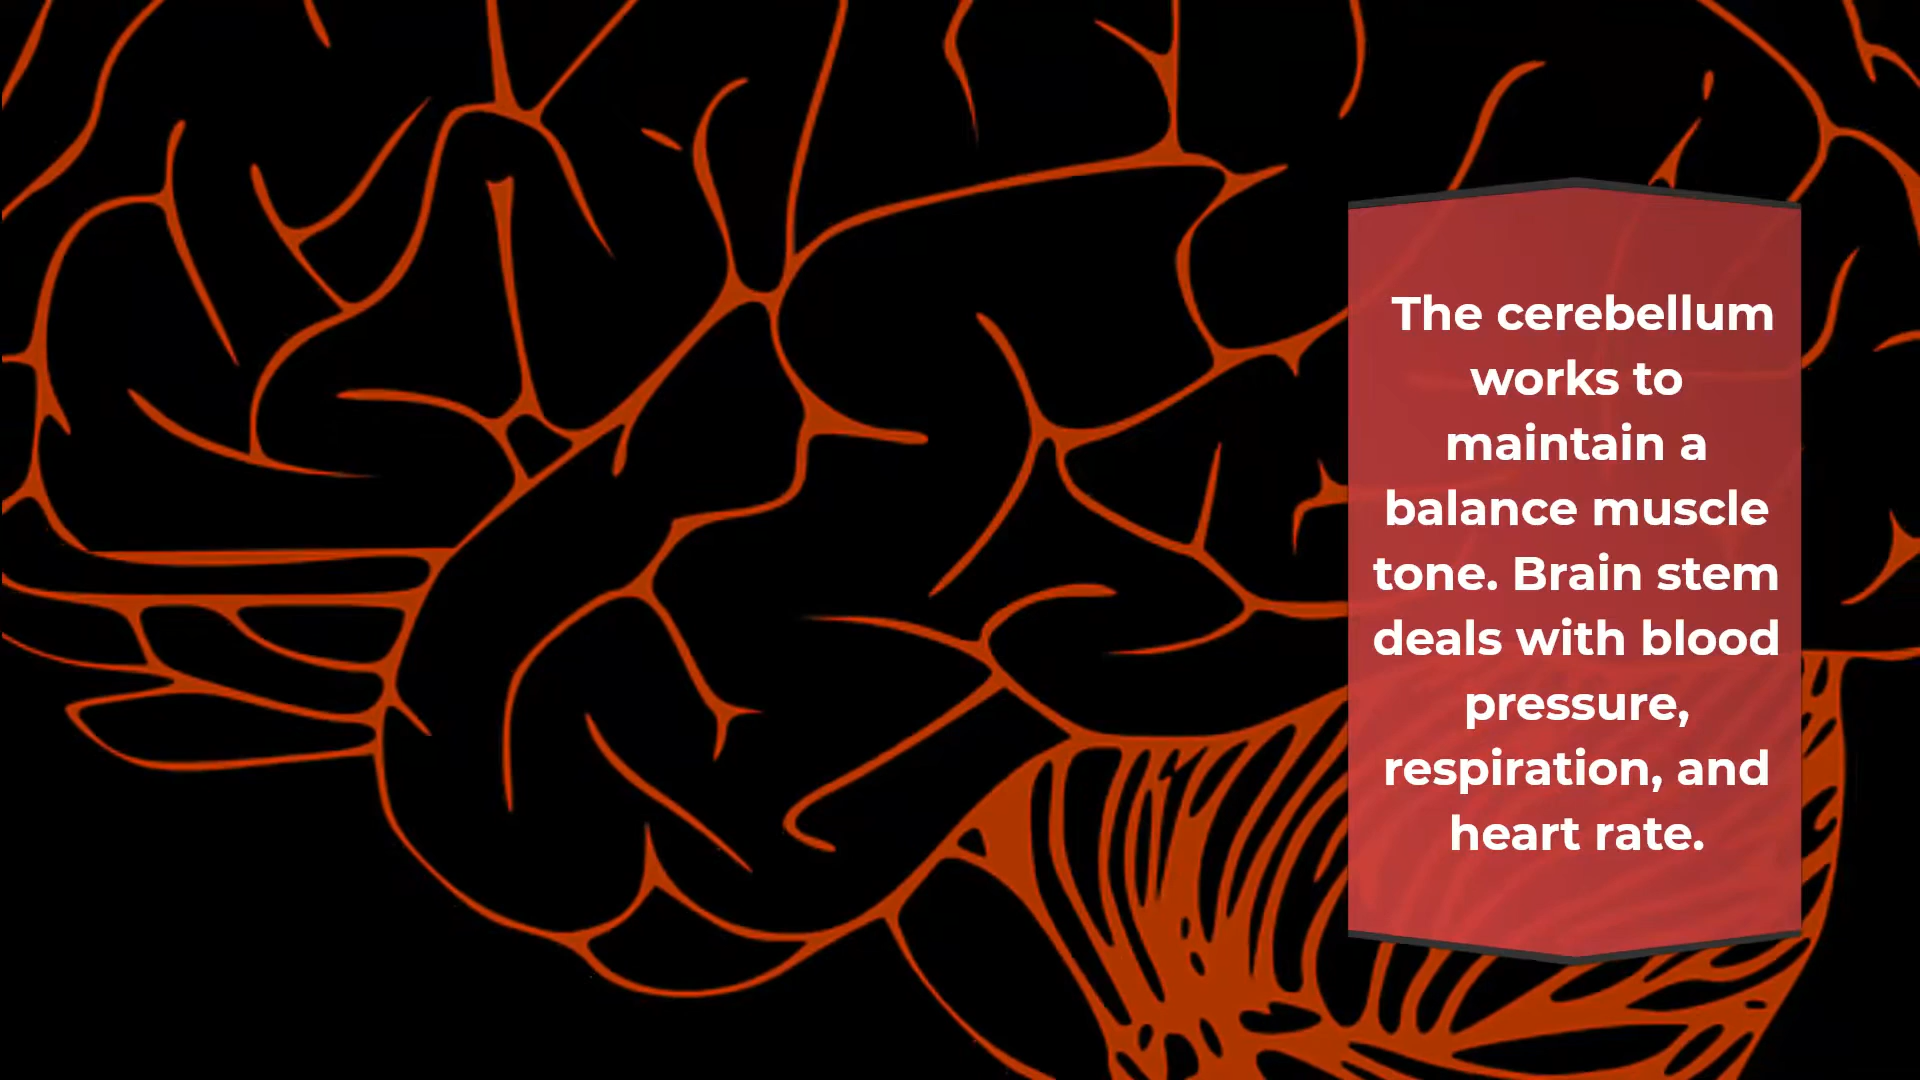 The cerebellum
works to
maintain a
balance muscle
tone. Brain stem
deals with blood
pressure,
respiration, and
heart rate.